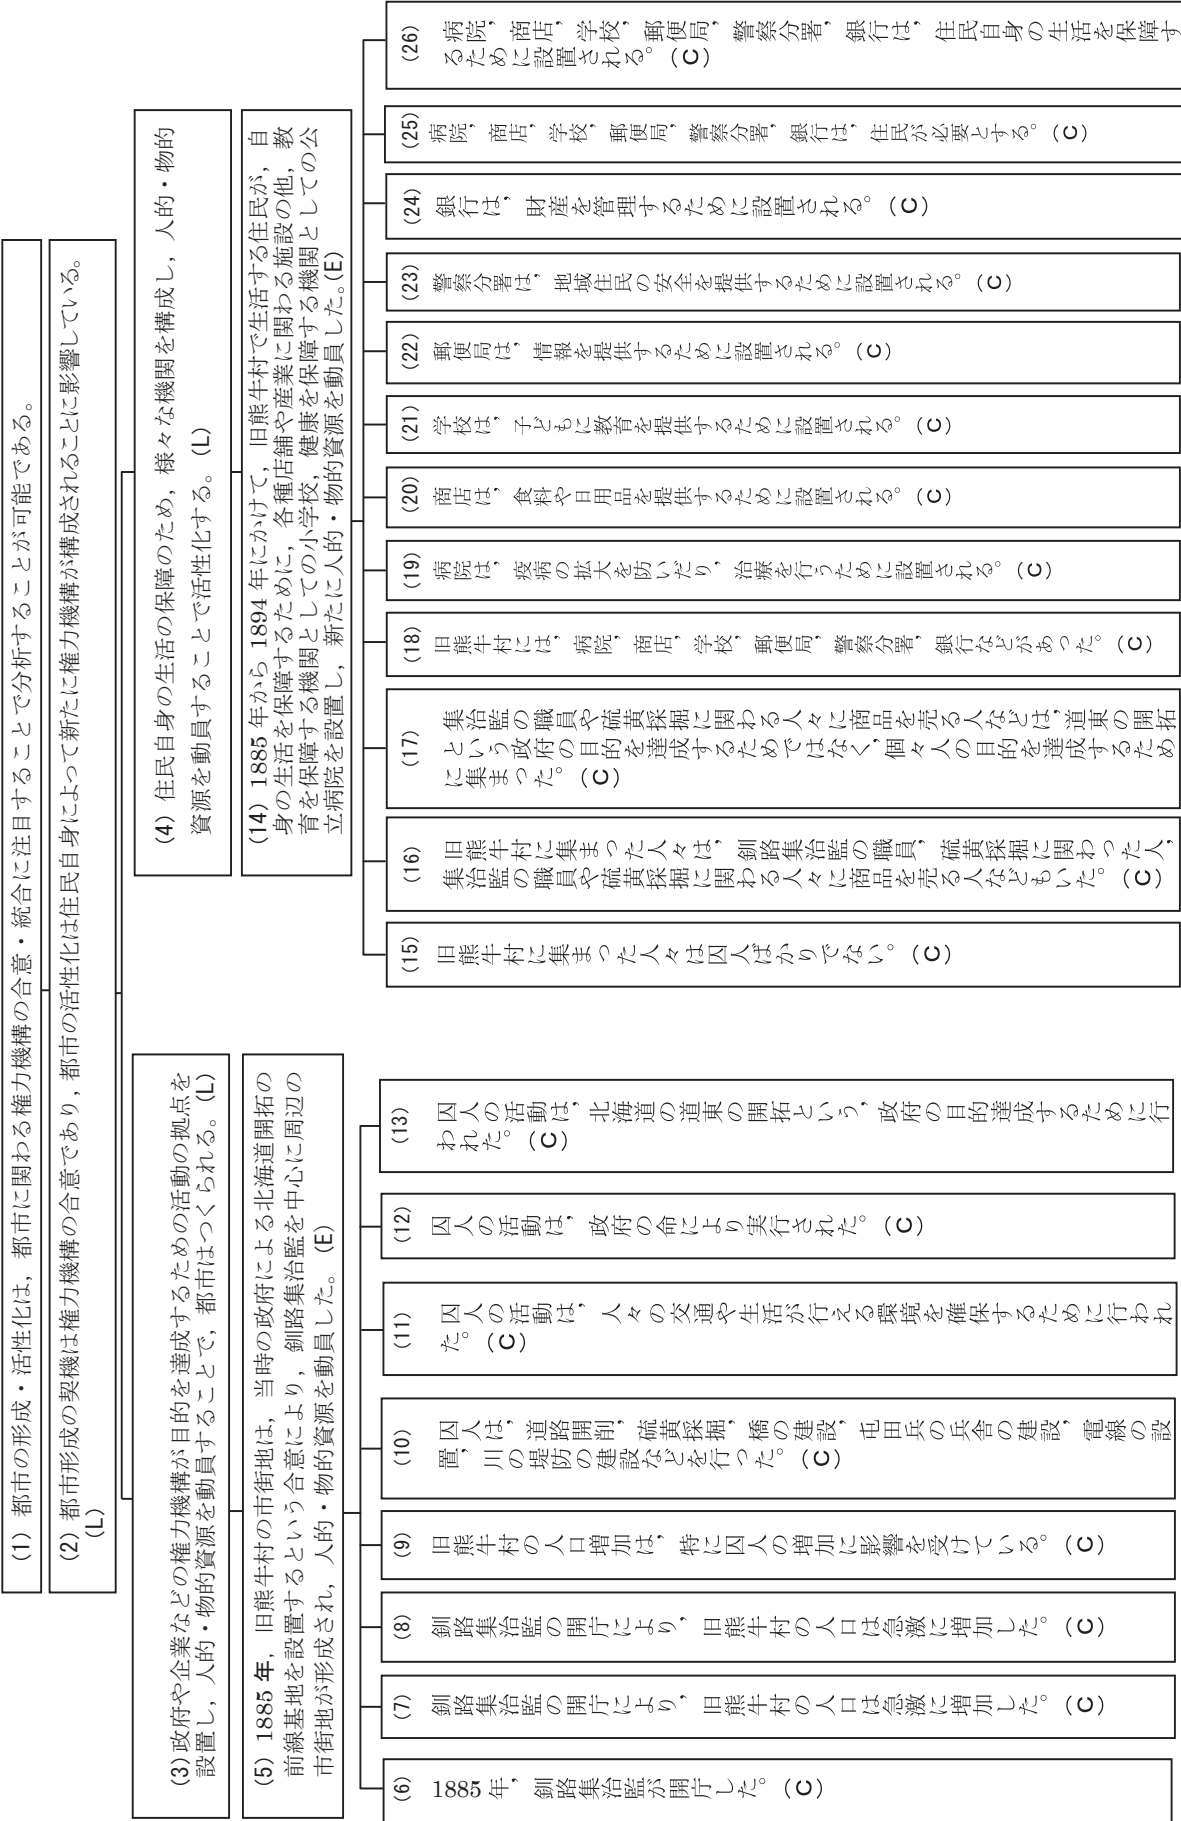 (1) 都市の形成・活性化は，都市に関わる権力機構の合意・統合に注目することで分析することが可能である。
(2) 都市形成の契機は権力機構の合意であり，都市の活性化は住民自身によって新たに権力機構が構成されることに影響している。
(L)
(3)政府や企業などの権力機構が目的を達成するための活動の拠点を
設置し，人的・物的資源を動員することで，都市はつくられる。(L)
(5) 1885 年，旧熊牛村の市街地は，当時の政府による北海道開拓の
前線基地を設置するという合意により，釧路集治監を中心に周辺の
市街地が形成され，人的・物的資源を動員した。(E)
(6) 1885 年，釧路集治監が開庁した。(C)
(7) 釧路集治監の開庁により，旧熊牛村の人口は急激に増加した。(C)
(8) 釧路集治監の開庁により，旧熊牛村の人口は急激に増加した。(C)
(9) 旧熊牛村の人口増加は，特に囚人の増加に影響を受けている。(C)
(10) 囚人は，道路開削，硫黄採掘，橋の建設，屯田兵の兵舎の建設，電線の設
置，川の堤防の建設などを行った。(C)
(11) 囚人の活動は，人々の交通や生活が行える環境を確保するために行われ
た。(C)
(12) 囚人の活動は，政府の命により実行された。(C)
(13) 囚人の活動は，北海道の道東の開拓という，政府の目的達成するために行
われた。(C)
(4) 住民自身の生活の保障のため，様々な機関を構成し，人的・物的
資源を動員することで活性化する。(L)
(14) 1885 年から 1894 年にかけて，旧熊牛村で生活する住民が，自
身の生活を保障するために，各種店舗や産業に関わる施設の他，教
育を保障する機関としての小学校，健康を保障する機関としての公
立病院を設置し，新たに人的・物的資源を動員した。(E)
(15) 旧熊牛村に集まった人々は囚人ばかりでない。(C)
(16) 旧熊牛村に集まった人々は，釧路集治監の職員，硫黄採掘に関わった人，
集治監の職員や硫黄採掘に関わる人々に商品を売る人などもいた。(C)
(17) 集治監の職員や硫黄採掘に関わる人々に商品を売る人などは，道東の開拓
という政府の目的を達成するためではなく，個々人の目的を達成するため
に集まった。(C)
(18) 旧熊牛村には，病院，商店，学校，郵便局，警察分署，銀行などがあった。(C)
(19) 病院は，疫病の拡大を防いだり，治療を行うために設置される。(C)
(20) 商店は，食料や日用品を提供するために設置される。(C)
(21) 学校は，子どもに教育を提供するために設置される。(C)
(22) 郵便局は，情報を提供するために設置される。(C)
(23) 警察分署は，地域住民の安全を提供するために設置される。(C)
(24) 銀行は，財産を管理するために設置される。(C)
(25) 病院，商店，学校，郵便局，警察分署，銀行は，住民が必要とする。(C)
(26) 病院，商店，学校，郵便局，警察分署，銀行は，住民自身の生活を保障す
るために設置される。(C)